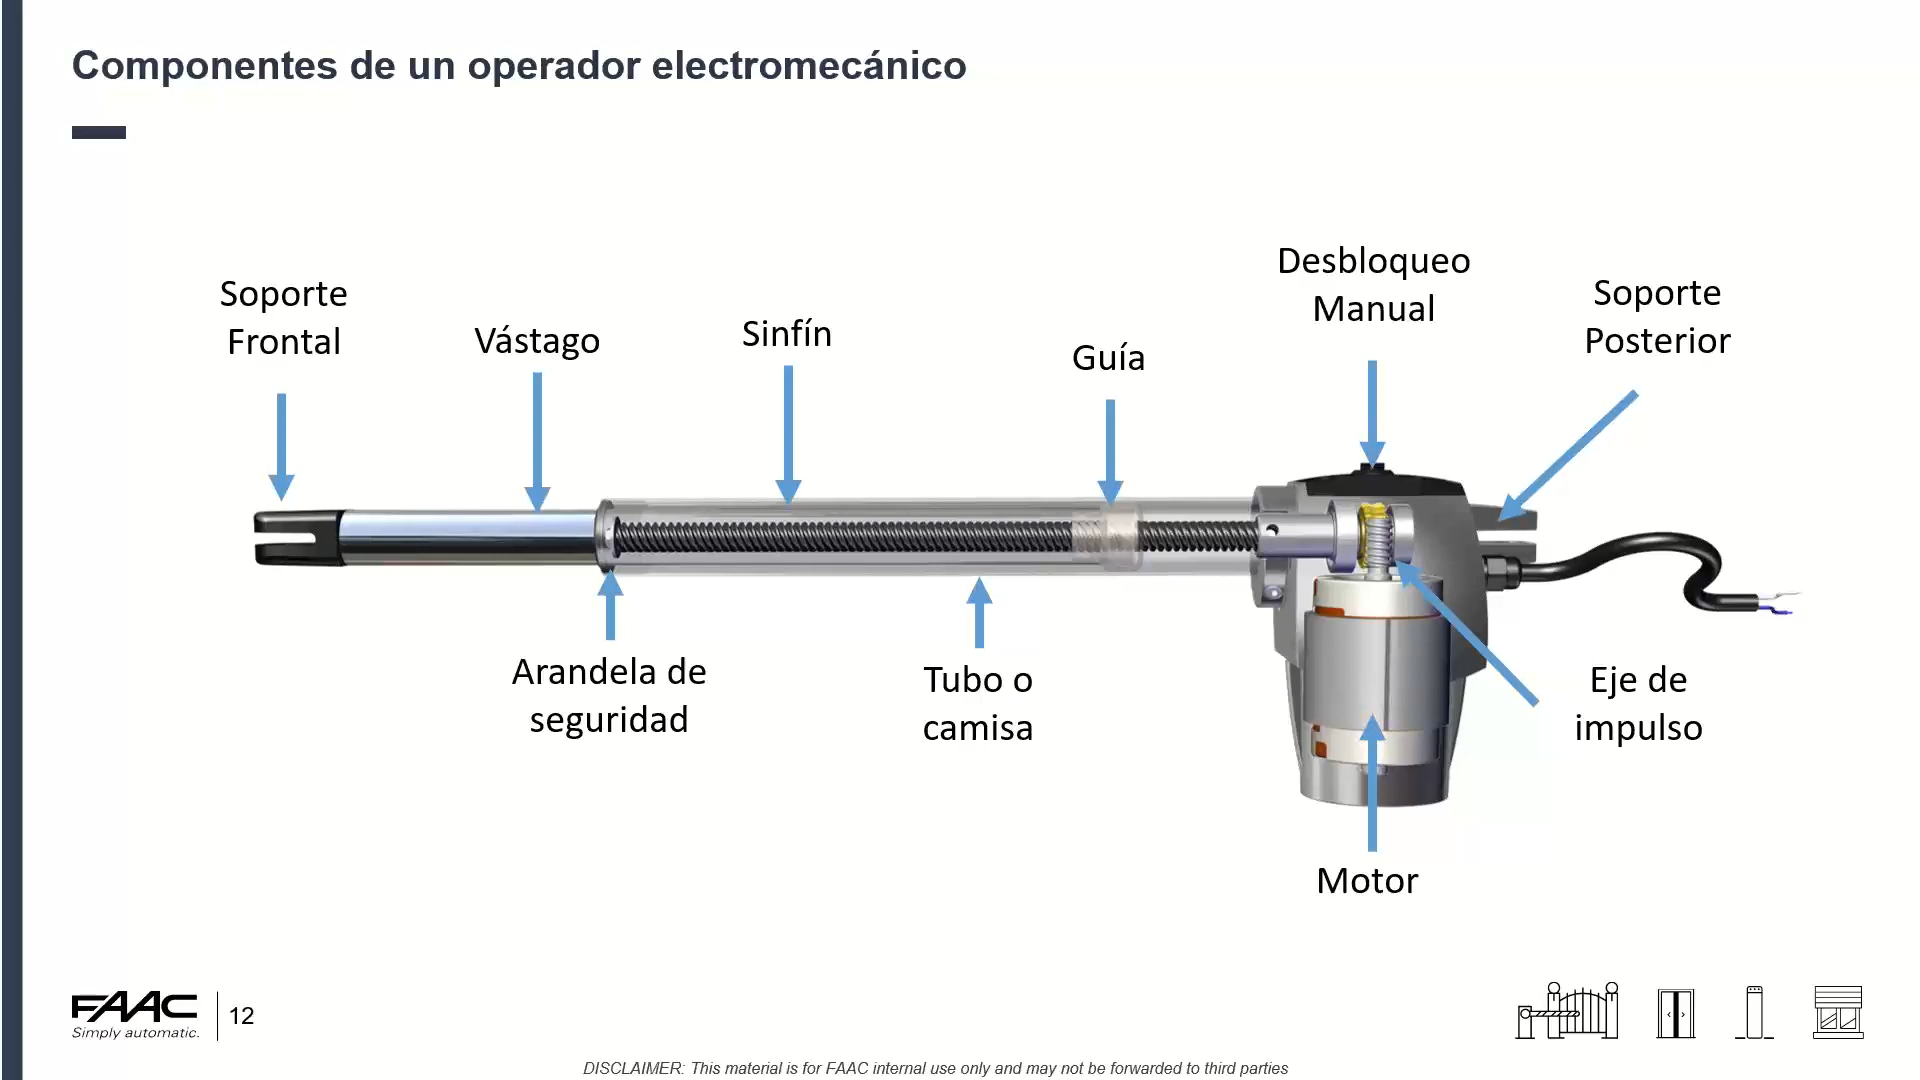 Componentes de un operador electromecánico
Soporte
Frontal
Vástago
Sinfín
Guía
Desbloqueo
Manual
Soporte
Posterior
Arandela de
seguridad
Tubo o
camisa
Eje de
impulso
Motor
FAAC
Simply automatic.
12
DISCLAIMER: This material is for FAAC internal use only and may not be forwarded to third parties